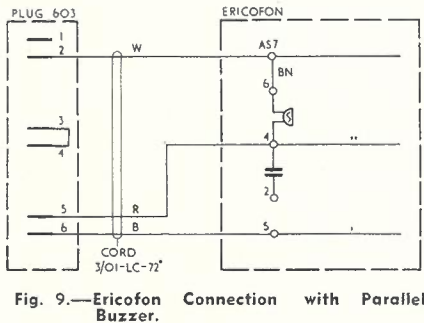 PLUG 603
ERICOFON
1
2
W
AS7
BN
6
3
4
4
"
2
5
R
6
B
5
'
CORD
3/01-LC-72"
Fig. 9.—Ericofon Connection with Parallel
Buzzer.